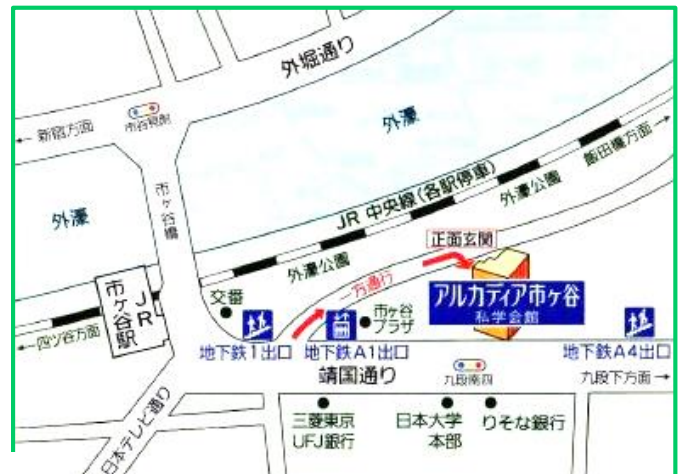 外堀通り
← 新宿方面
市谷見附
外濠
飯田橋方面 →
外濠
市ヶ谷橋
JR 中央線(各駅停車)
外濠公園
正面玄関
外濠公園
一方通行
アルカディア市ヶ谷
私学会館
JR
市ヶ谷駅
交番
市ヶ谷
プラザ
← 四ツ谷方面
地下鉄1出口
地下鉄A1出口
地下鉄A4出口
靖国通り
九段南四
九段下方面 →
日本テレビ通り
三菱東京
UFJ銀行
日本大学
本部
りそな銀行